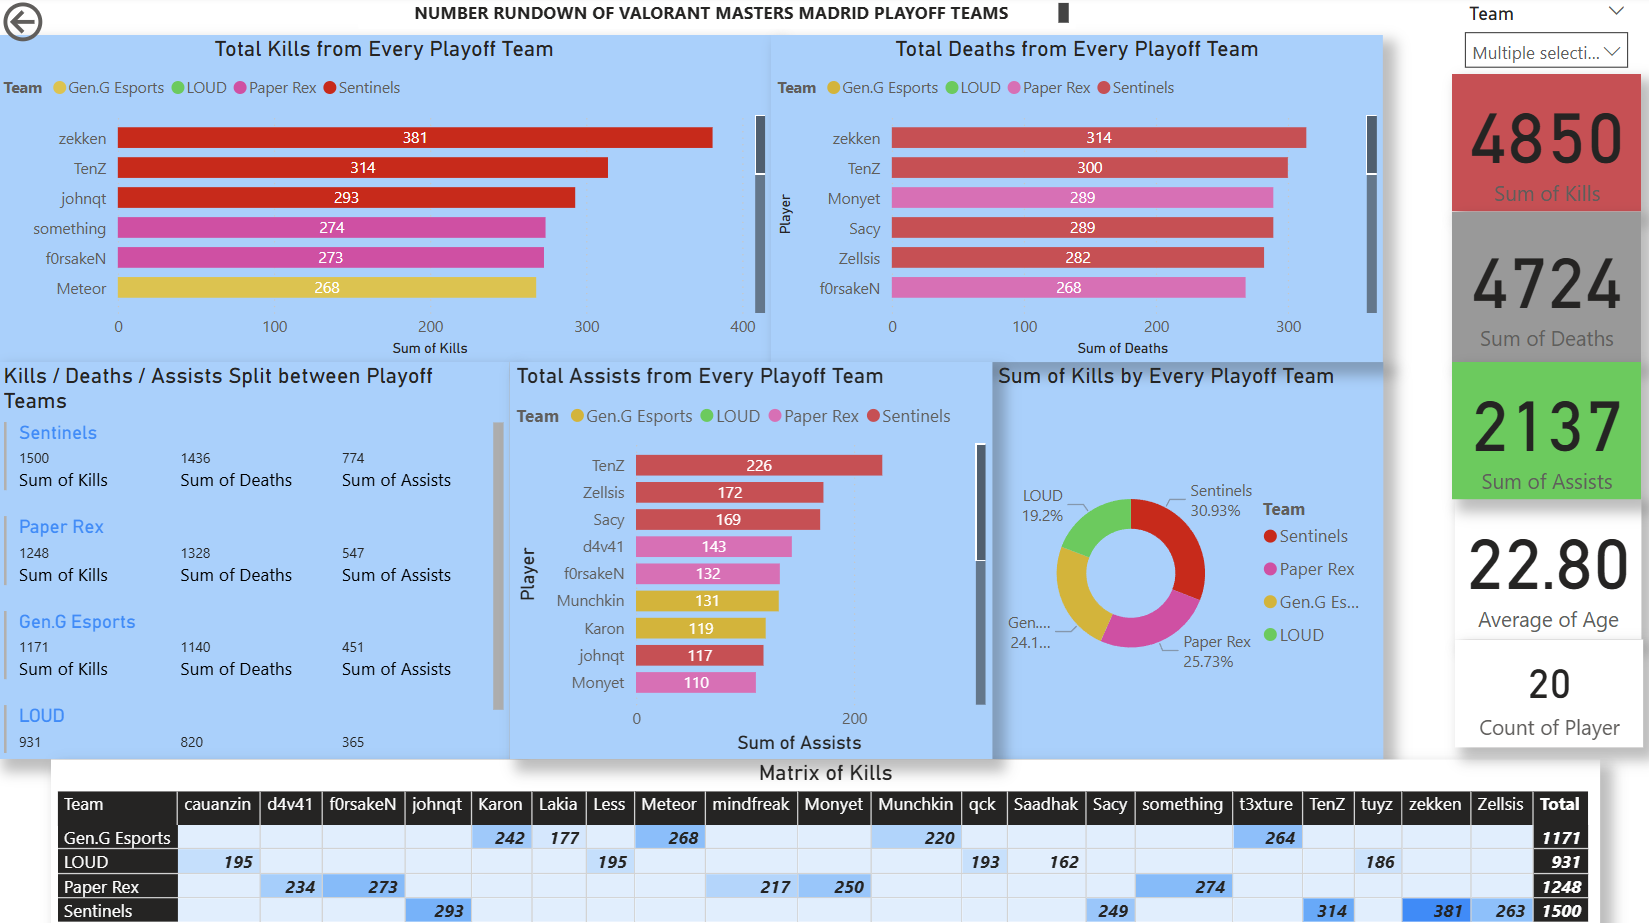 NUMBER RUNDOWN OF VALORANT MASTERS MADRID PLAYOFF TEAMS
Team
Multiple selecti...
Total Kills from Every Playoff Team
Team Gen.G Esports LOUD Paper Rex Sentinels
zekken 381
TenZ 314
johnqt 293
something 274
f0rsakeN 273
Meteor 268
0 100 200 300 400
Sum of Kills
Total Deaths from Every Playoff Team
Team Gen.G Esports LOUD Paper Rex Sentinels
Player
zekken 314
TenZ 300
Monyet 289
Sacy 289
Zellsis 282
f0rsakeN 268
0 100 200 300
Sum of Deaths
4850
Sum of Kills
4724
Sum of Deaths
2137
Sum of Assists
22.80
Average of Age
20
Count of Player
Kills / Deaths / Assists Split between Playoff
Teams
Sentinels
1500 1436 774
Sum of Kills Sum of Deaths Sum of Assists
Paper Rex
1248 1328 547
Sum of Kills Sum of Deaths Sum of Assists
Gen.G Esports
1171 1140 451
Sum of Kills Sum of Deaths Sum of Assists
LOUD
931 820 365
Total Assists from Every Playoff Team
Team Gen.G Esports LOUD Paper Rex Sentinels
Player
TenZ 226
Zellsis 172
Sacy 169
d4v41 143
f0rsakeN 132
Munchkin 131
Karon 119
johnqt 117
Monyet 110
0 200
Sum of Assists
Sum of Kills by Every Playoff Team
LOUD
19.2%
Sentinels
30.93%
Gen....
24.1...
Paper Rex
25.73%
Team
Sentinels
Paper Rex
Gen.G Es...
LOUD
Matrix of Kills
Team cauanzin d4v41 f0rsakeN johnqt Karon Lakia Less Meteor mindfreak Monyet Munchkin qck Saadhak Sacy something t3xture TenZ tuyz zekken Zellsis Total
Gen.G Esports 242 177 268 220 264 1171
LOUD 195 195 193 162 186 931
Paper Rex 234 273 217 250 274 1248
Sentinels 293 249 314 381 263 1500